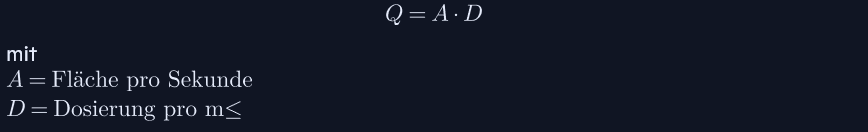 Q = A · D
mit
A = Fläche pro Sekunde
D = Dosierung pro m≤